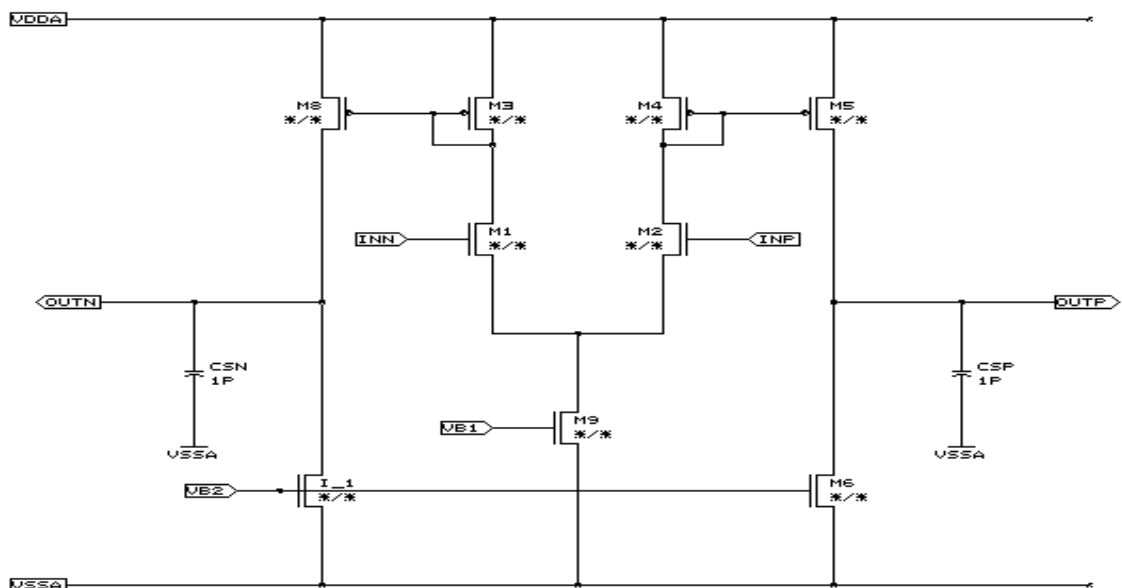 VDDA
M8
*/*
M3
*/*
M4
*/*
M5
*/*
INN
M1
*/*
M2
*/*
INP
OUTN
OUTP
CSN
1P
CSP
1P
VB1
M9
*/*
VSSA
VSSA
VB2
I_1
*/*
M6
*/*
VSSA